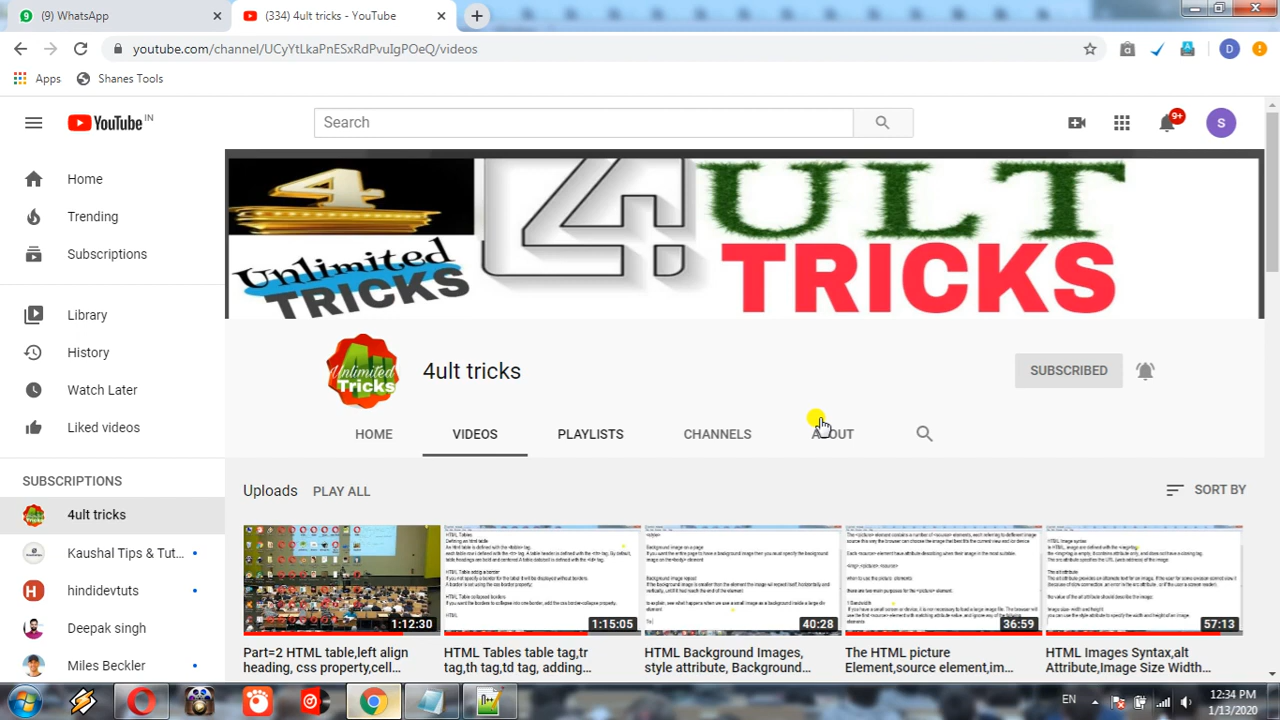 (9) WhatsApp
(334) 4ult tricks - YouTube
youtube.com/channel/UCyYtLkaPnESxRdPvuIgPOeQ/videos
Apps
Shanes Tools
YouTube IN
Search
9+
S
D
Home
Trending
Subscriptions
Library
History
Watch Later
Liked videos
SUBSCRIPTIONS
4ult tricks
Kaushal Tips & Tut...
Hindinetuts
Deepak singh
Miles Beckler
4
Unlimited
TRICKS
4
ULT
TRICKS
Unlimited
Tricks
4ult tricks
SUBSCRIBED
HOME
VIDEOS
PLAYLISTS
CHANNELS
ABOUT
Uploads
PLAY ALL
SORT BY
1:12:30
1:15:05
40:28
36:59
57:13
Part=2 HTML table,left align
heading, css property,cell...
HTML Tables table tag,tr
tag,th tag,td tag, adding...
HTML Background Images,
style attribute, Background...
The HTML picture
Element,source element,im...
HTML Images Syntax,alt
Attribute,Image Size Width...
EN
12:34 PM
1/13/2020